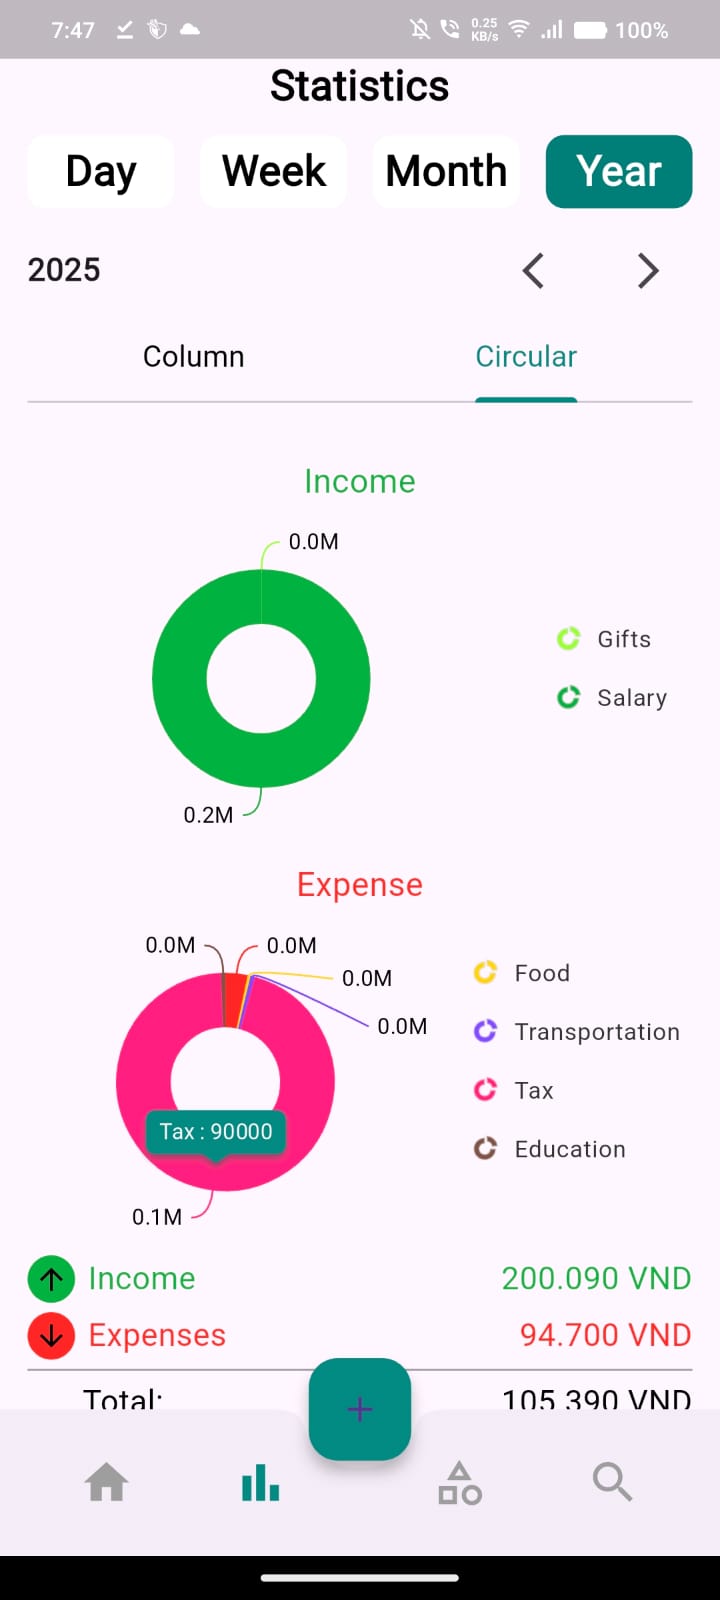 7:47 0.25 KB/s 100%
Statistics
Day Week Month Year
2025
Column Circular
Income
0.0M
Gifts
Salary
0.2M
Expense
0.0M 0.0M
0.0M
0.0M
Food
Transportation
Tax
Education
Tax : 90000
0.1M
Income 200.090 VND
Expenses 94.700 VND
Total: 105.390 VND